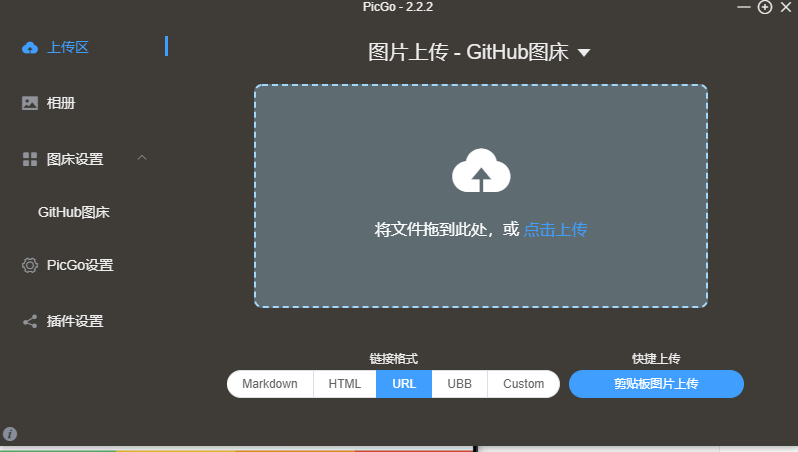 PicGo - 2.2.2
上传区
图片上传 - GitHub图床
相册
图床设置
将文件拖到此处，或 点击上传
GitHub图床
PicGo设置
插件设置
链接格式
快捷上传
Markdown
HTML
URL
UBB
Custom
剪贴板图片上传